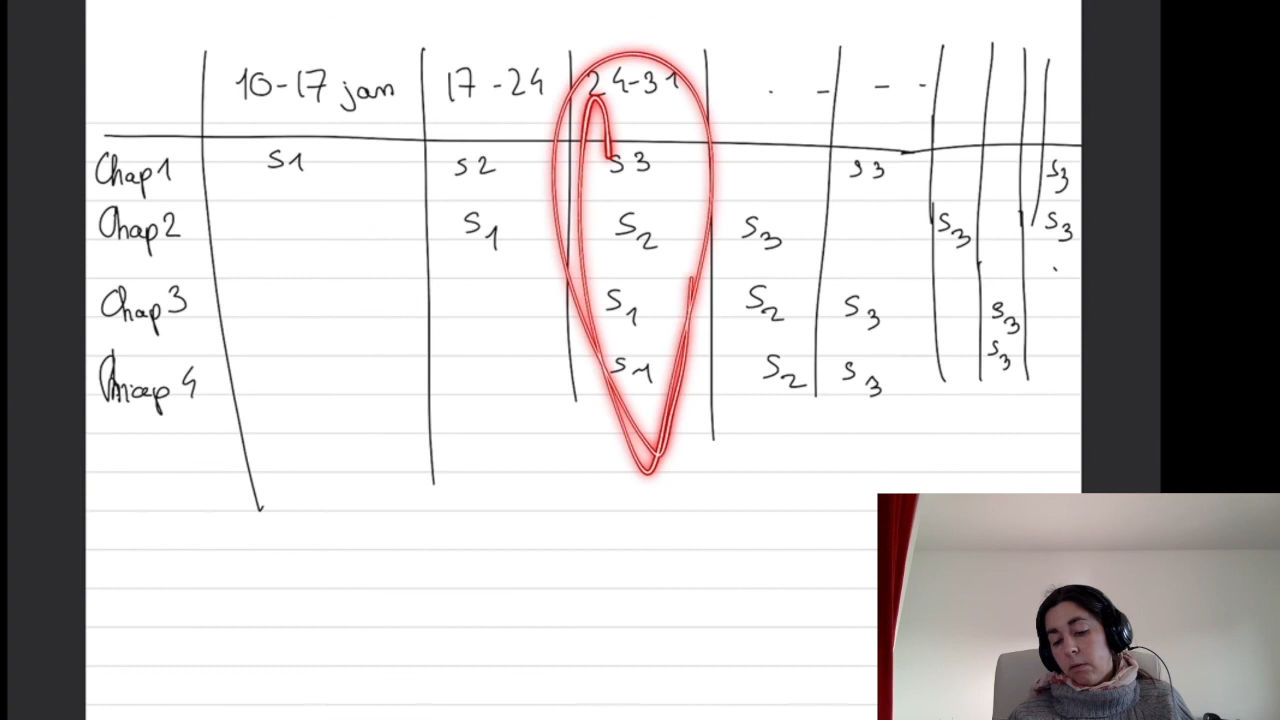 10-17 jan 17-24 24-31 . - - .
Chap1 S1 S2 S3 S3 S3
Chap2 S1 S2 S3 S3 S3
Chap3 S1 S2 S3 S3
S1 S2 S3 S3